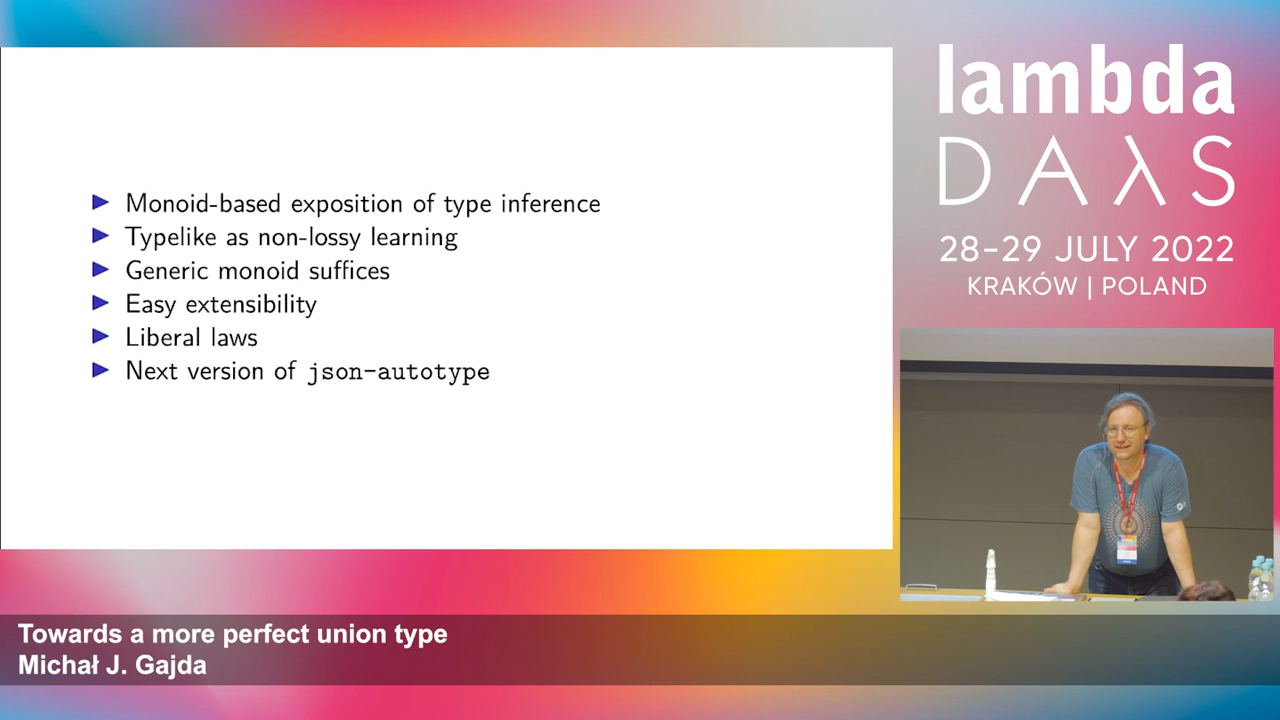 Monoid-based exposition of type inference
Typelike as non-lossy learning
Generic monoid suffices
Easy extensibility
Liberal laws
Next version of json-autotype
lambda
DAλS
28–29 JULY 2022
KRAKÓW | POLAND
Towards a more perfect union type
Michał J. Gajda